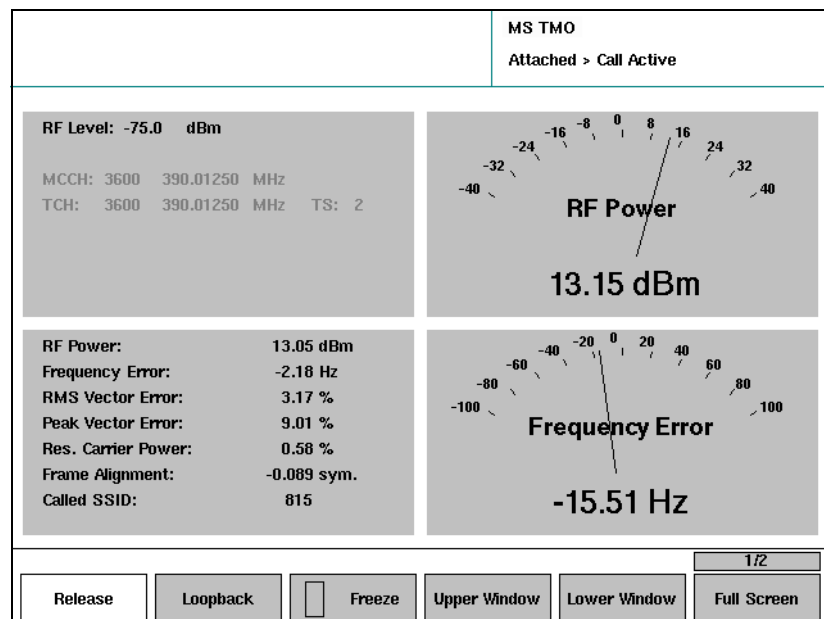 MS TMO
Attached > Call Active
RF Level: -75.0 dBm
MCCH: 3600 390.01250 MHz
TCH: 3600 390.01250 MHz TS: 2
-40 -32 -24 -16 -8 0 8 16 24 32 40
RF Power
13.15 dBm
RF Power: 13.05 dBm
Frequency Error: -2.18 Hz
RMS Vector Error: 3.17 %
Peak Vector Error: 9.01 %
Res. Carrier Power: 0.58 %
Frame Alignment: -0.089 sym.
Called SSID: 815
-100 -80 -60 -40 -20 0 20 40 60 80 100
Frequency Error
-15.51 Hz
1/2
Release Loopback Freeze Upper Window Lower Window Full Screen